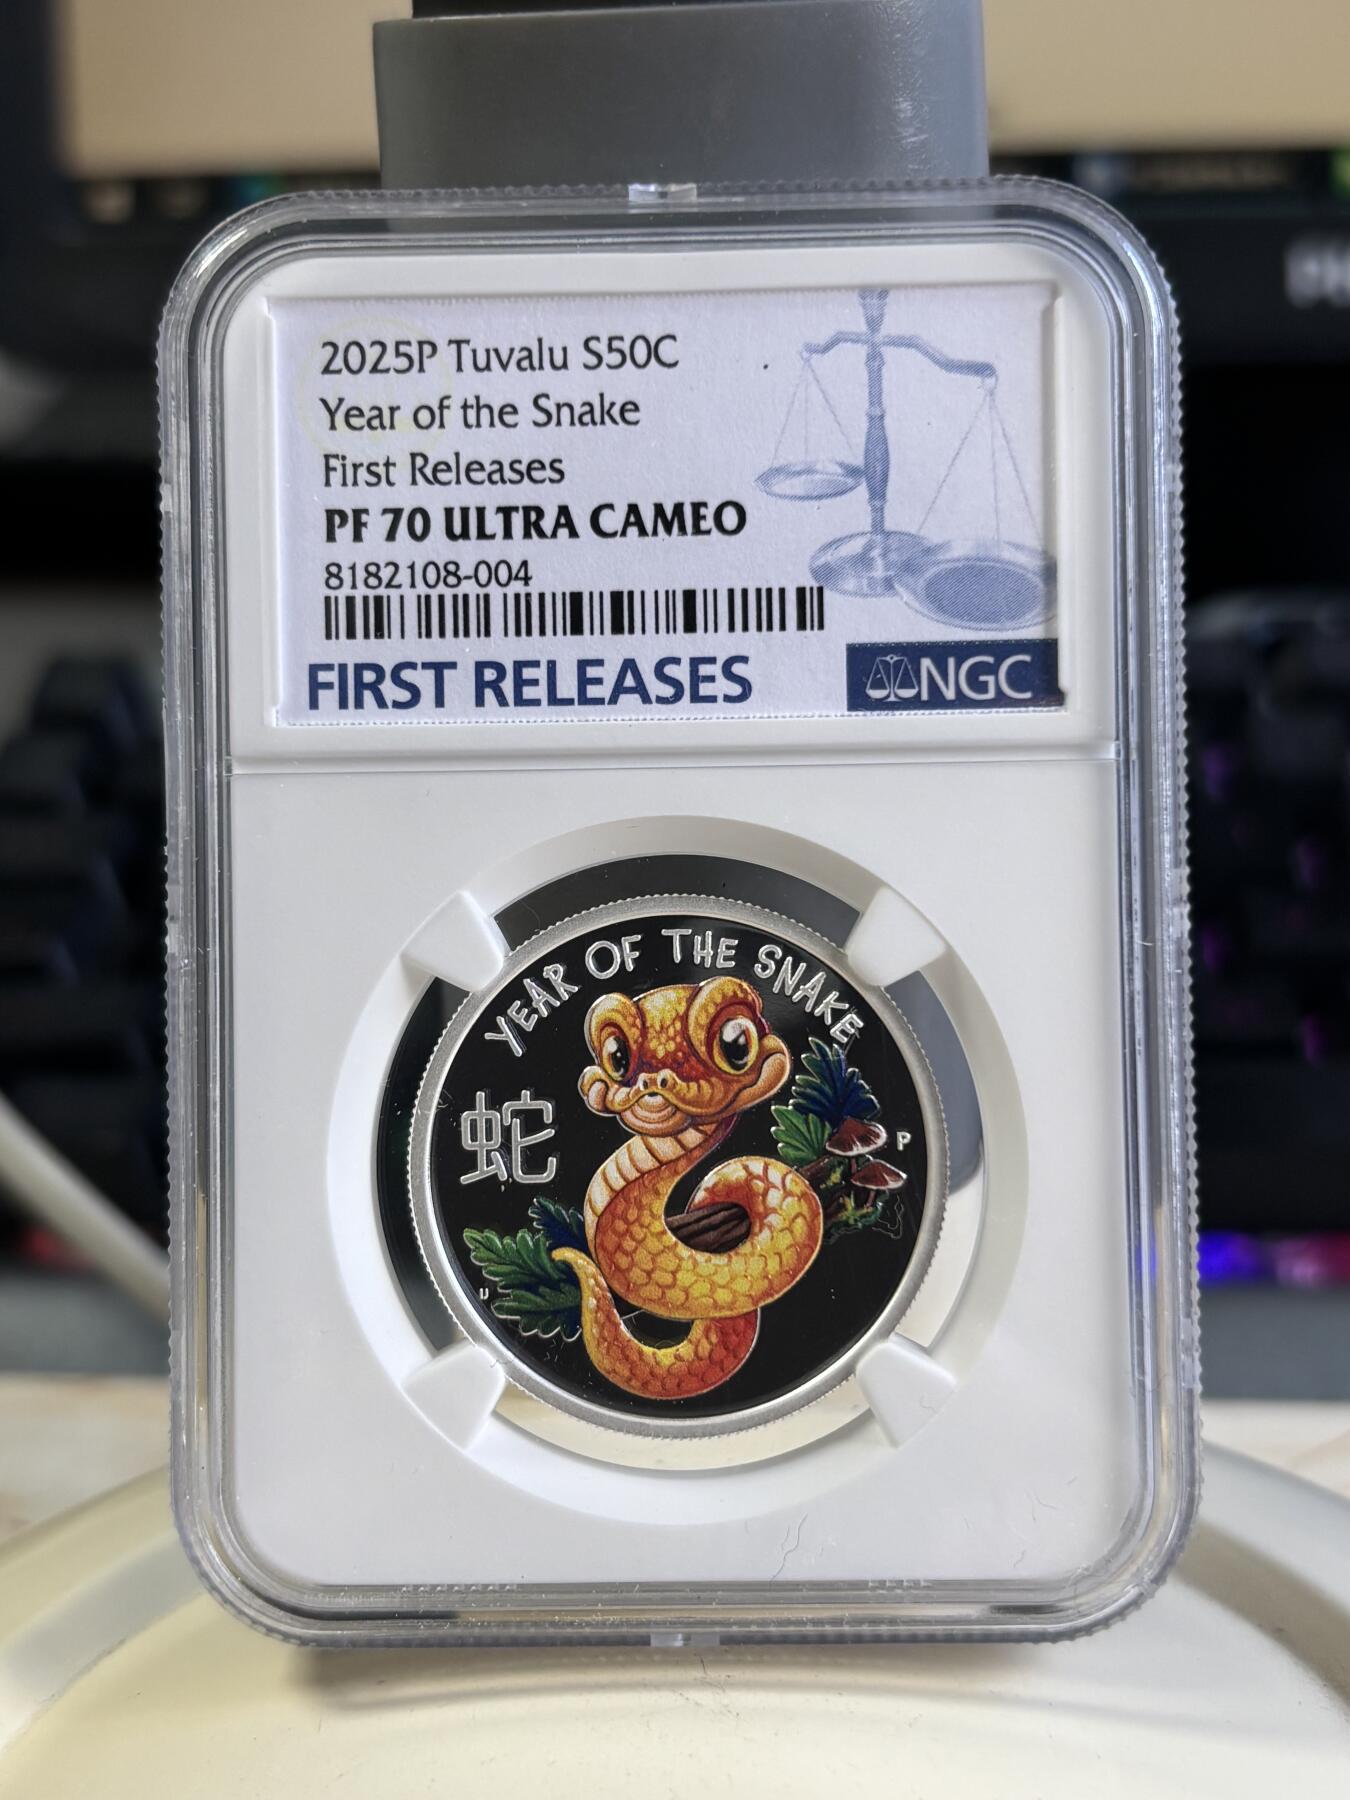 2025P Tuvalu S50C
Year of the Snake
First Releases
PF 70 ULTRA CAMEO
8182108-004
FIRST RELEASES
NGC
YEAR OF THE SNAKE
蛇
P
U